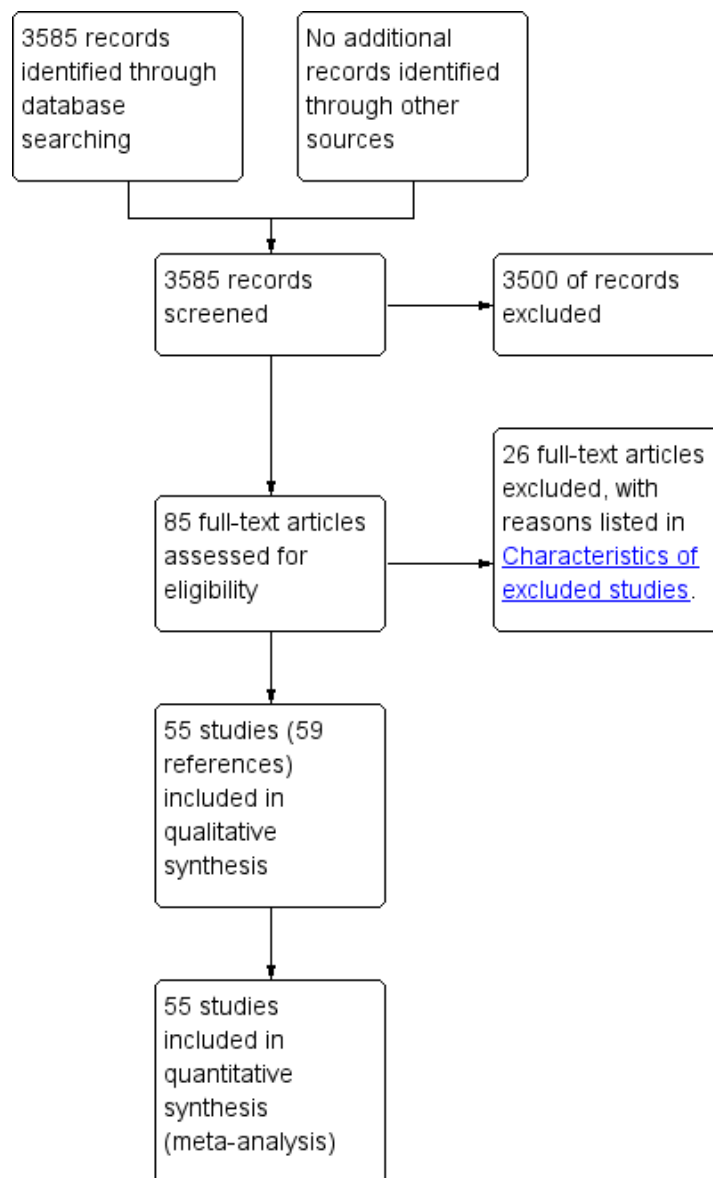 3585 records
identified through
database
searching
No additional
records identified
through other
sources
3585 records
screened
3500 of records
excluded
85 full-text articles
assessed for
eligibility
26 full-text articles
excluded, with
reasons listed in
Characteristics of
excluded studies.
55 studies (59
references)
included in
qualitative
synthesis
55 studies
included in
quantitative
synthesis
(meta-analysis)